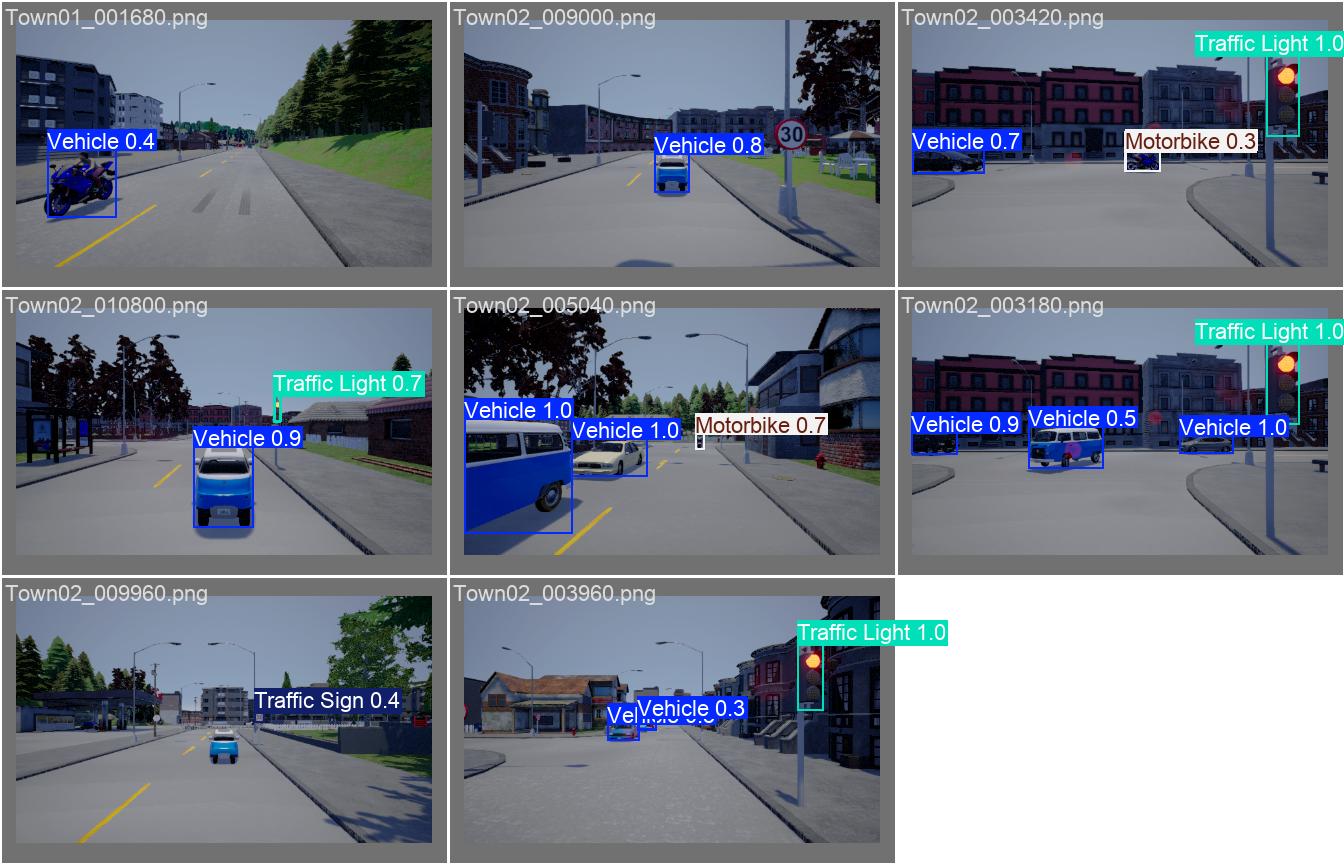 Town01_001680.png
Vehicle 0.4
Town02_009000.png
Vehicle 0.8
30
Town02_003420.png
Traffic Light 1.0
Vehicle 0.7
Motorbike 0.3
Town02_010800.png
Traffic Light 0.7
Vehicle 0.9
Town02_005040.png
Vehicle 1.0
Vehicle 1.0
Motorbike 0.7
Town02_003180.png
Traffic Light 1.0
Vehicle 0.9
Vehicle 0.5
Vehicle 1.0
Town02_009960.png
Traffic Sign 0.4
Town02_003960.png
Traffic Light 1.0
Vehicle 0.3